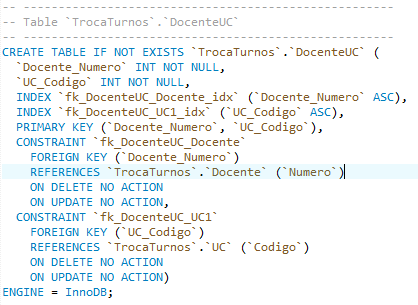 -- -----------------------------------------------------
-- Table `TrocaTurnos`.`DocenteUC`
-- -----------------------------------------------------
CREATE TABLE IF NOT EXISTS `TrocaTurnos`.`DocenteUC` (
  `Docente_Numero` INT NOT NULL,
  `UC_Codigo` INT NOT NULL,
  INDEX `fk_DocenteUC_Docente_idx` (`Docente_Numero` ASC),
  INDEX `fk_DocenteUC_UC1_idx` (`UC_Codigo` ASC),
  PRIMARY KEY (`Docente_Numero`, `UC_Codigo`),
  CONSTRAINT `fk_DocenteUC_Docente`
    FOREIGN KEY (`Docente_Numero`)
    REFERENCES `TrocaTurnos`.`Docente` (`Numero`)
    ON DELETE NO ACTION
    ON UPDATE NO ACTION,
  CONSTRAINT `fk_DocenteUC_UC1`
    FOREIGN KEY (`UC_Codigo`)
    REFERENCES `TrocaTurnos`.`UC` (`Codigo`)
    ON DELETE NO ACTION
    ON UPDATE NO ACTION)
ENGINE = InnoDB;